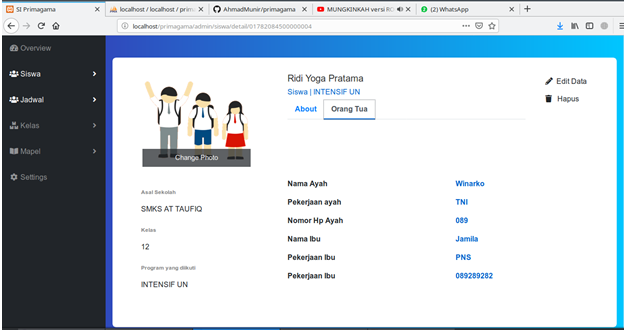 SI Primagama
localhost / localhost / prim
AhmadMunir/primagama
MUNGKINKAH versi RO
(2) WhatsApp
localhost/primagama/admin/siswa/detail/01782084500000004
Overview
Siswa
Jadwal
Kelas
Mapel
Settings
Change Photo
Asal Sekolah
SMKS AT TAUFIQ
Kelas
12
Program yang diikuti
INTENSIF UN
Ridi Yoga Pratama
Siswa | INTENSIF UN
About
Orang Tua
Nama Ayah
Winarko
Pekerjaan ayah
TNI
Nomor Hp Ayah
089
Nama Ibu
Jamila
Pekerjaan Ibu
PNS
Pekerjaan Ibu
089289282
Edit Data
Hapus